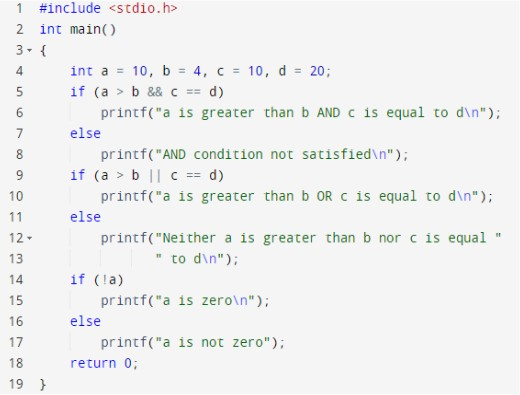 1 #include <stdio.h>
2 int main()
3 {
4     int a = 10, b = 4, c = 10, d = 20;
5     if (a > b && c == d)
6         printf("a is greater than b AND c is equal to d\n");
7     else
8         printf("AND condition not satisfied\n");
9     if (a > b || c == d)
10         printf("a is greater than b OR c is equal to d\n");
11     else
12         printf("Neither a is greater than b nor c is equal "
13                " to d\n");
14     if (!a)
15         printf("a is zero\n");
16     else
17         printf("a is not zero");
18     return 0;
19 }